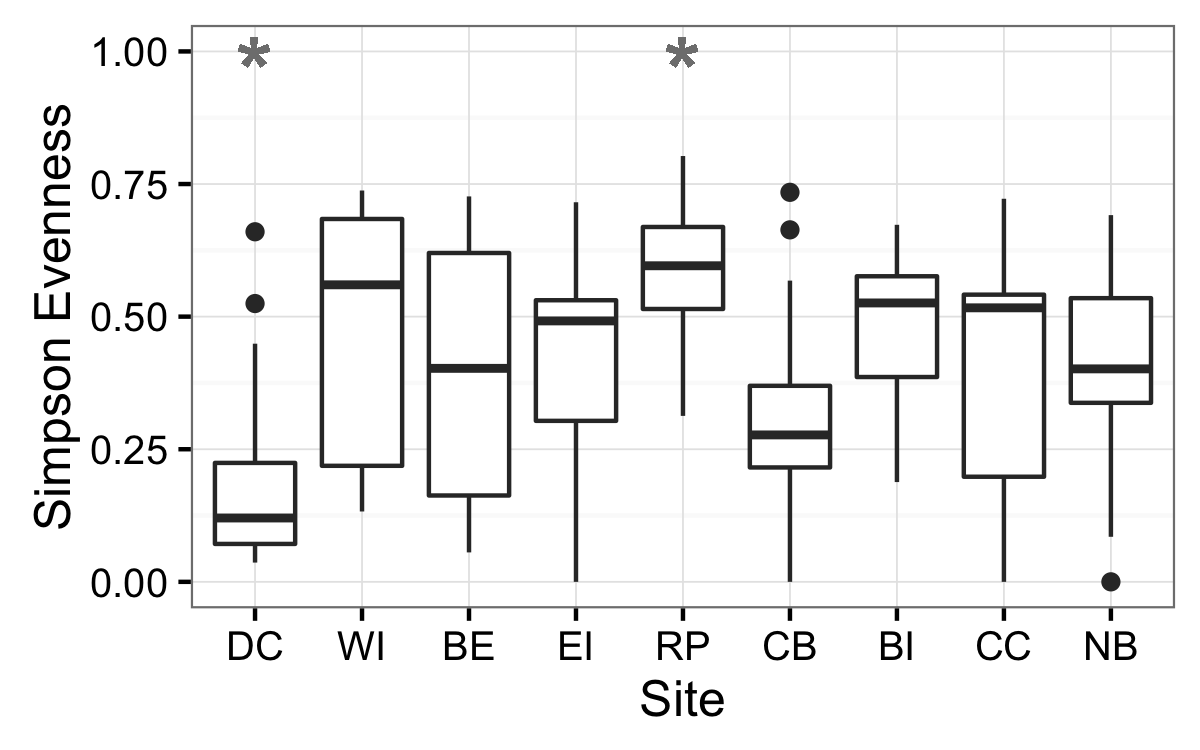 Simpson Evenness
1.00
0.75
0.50
0.25
0.00
* *
DC WI BE EI RP CB BI CC NB
Site